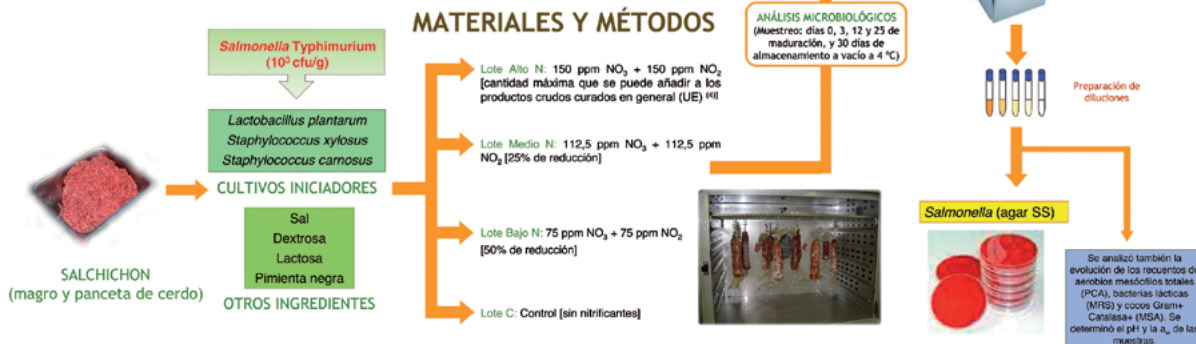 MATERIALES Y MÉTODOS
Salmonella Typhimurium
(10³ cfu/g)
Lactobacillus plantarum
Staphylococcus xylosus
Staphylococcus carnosus
CULTIVOS INICIADORES
SALCHICHON
(magro y panceta de cerdo)
Sal
Dextrosa
Lactosa
Pimienta negra
OTROS INGREDIENTES
Lote Alto N: 150 ppm NO₃ + 150 ppm NO₂
[cantidad máxima que se puede añadir a los
productos crudos curados en general (UE) ⁽⁴⁾]
Lote Medio N: 112,5 ppm NO₃ + 112,5 ppm
NO₂ [25% de reducción]
Lote Bajo N: 75 ppm NO₃ + 75 ppm NO₂
[50% de reducción]
Lote C: Control [sin nitrificantes]
ANÁLISIS MICROBIOLÓGICOS
(Muestreo: días 0, 3, 12 y 25 de
maduración, y 30 días de
almacenamiento a vacío a 4 ºC)
Preparación de
diluciones
Salmonella (agar SS)
Se analizó también la
evolución de los recuentos de
aerobios mesófilos totales
(PCA), bacterias lácticas
(MRS) y cocos Gram+
Catalasa+ (MSA). Se
determinó el pH y la a_w de las
muestras.